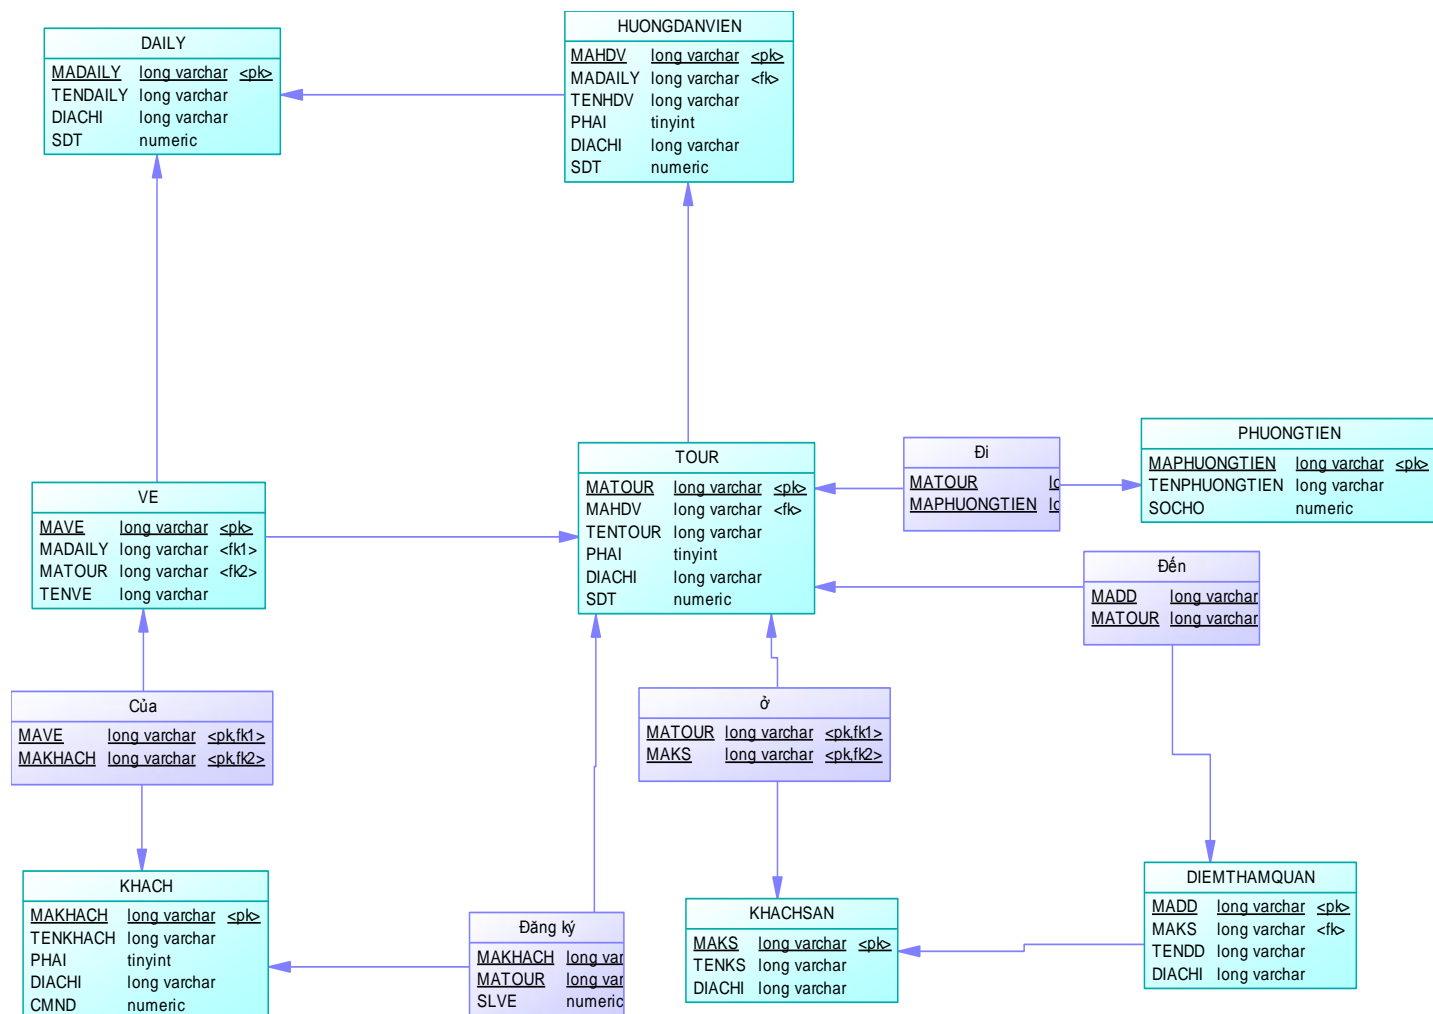 DAILY
MADAILY long varchar <pk>
TENDAILY long varchar
DIACHI long varchar
SDT numeric
HUONGDANVIEN
MAHDV long varchar <pk>
MADAILY long varchar <fk>
TENHDV long varchar
PHAI tinyint
DIACHI long varchar
SDT numeric
VE
MAVE long varchar <pk>
MADAILY long varchar <fk1>
MATOUR long varchar <fk2>
TENVE long varchar
TOUR
MATOUR long varchar <pk>
MAHDV long varchar <fk>
TENTOUR long varchar
PHAI tinyint
DIACHI long varchar
SDT numeric
Đi
MATOUR
MAPHUONGTIEN
PHUONGTIEN
MAPHUONGTIEN long varchar <pk>
TENPHUONGTIEN long varchar
SOCHO numeric
Đến
MADD long varchar
MATOUR long varchar
Của
MAVE long varchar <pk,fk1>
MAKHACH long varchar <pk,fk2>
ở
MATOUR long varchar <pk,fk1>
MAKS long varchar <pk,fk2>
KHACH
MAKHACH long varchar <pk>
TENKHACH long varchar
PHAI tinyint
DIACHI long varchar
CMND numeric
Đăng ký
MAKHACH long var
MATOUR long var
SLVE numeric
KHACHSAN
MAKS long varchar <pk>
TENKS long varchar
DIACHI long varchar
DIEMTHAMQUAN
MADD long varchar <pk>
MAKS long varchar <fk>
TENDD long varchar
DIACHI long varchar